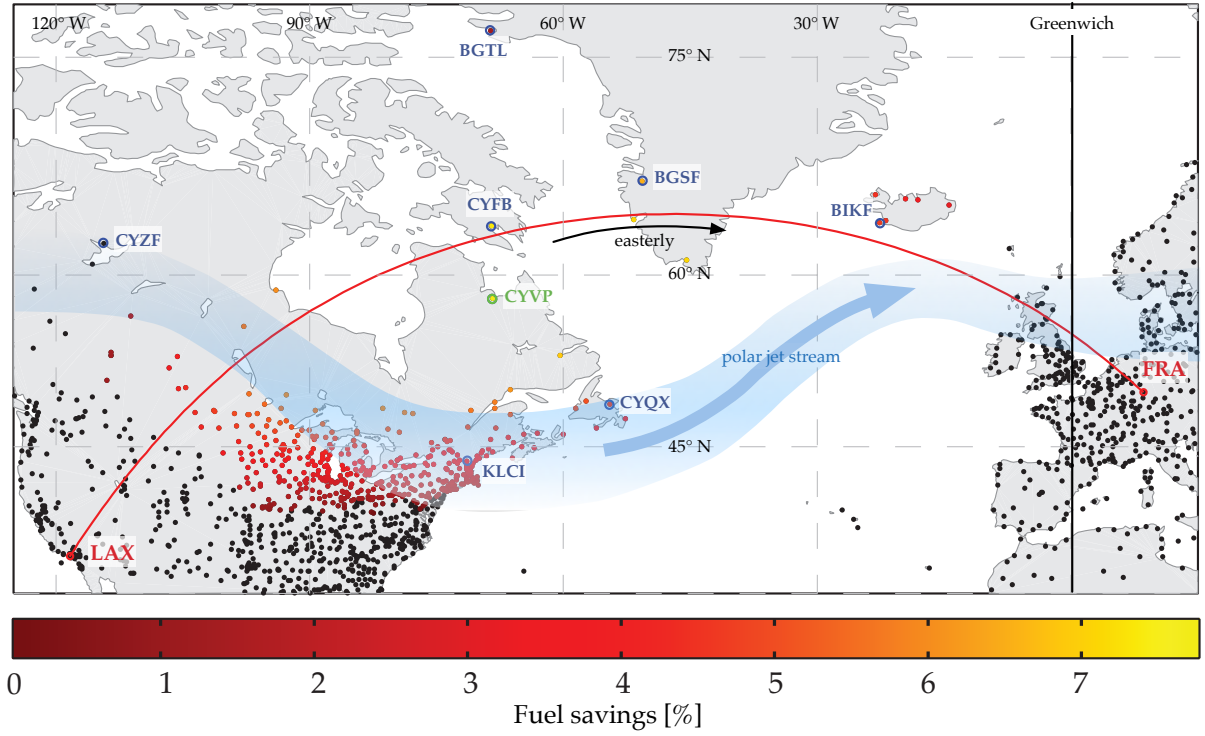 120° W
90° W
60° W
30° W
Greenwich
BGTL
75° N
BGSF
CYFB
BIKF
CYZF
easterly
60° N
CYVP
polar jet stream
FRA
CYQX
45° N
KLCI
LAX
0 1 2 3 4 5 6 7
Fuel savings [%]